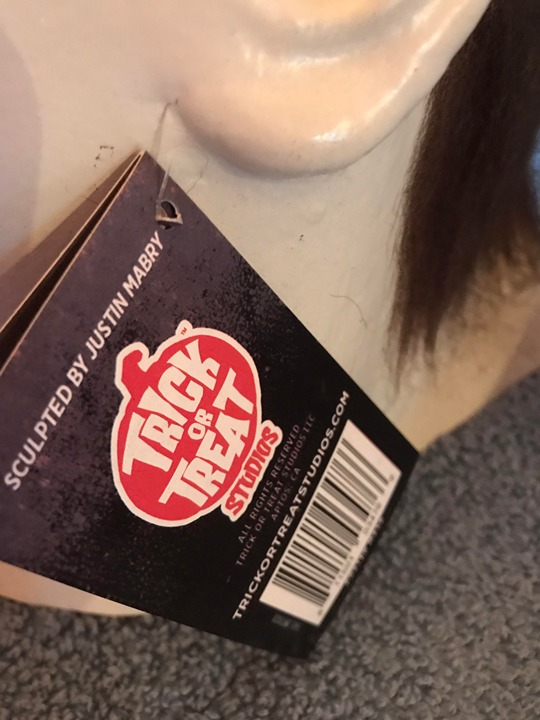 SCULPTED BY JUSTIN MABRY
TRICK
OR
TREAT
STUDIOS
TM
ALL RIGHTS RESERVED
TRICK OR TREAT STUDIOS LLC
APTOS, CA
TRICKORTREATSTUDIOS.COM